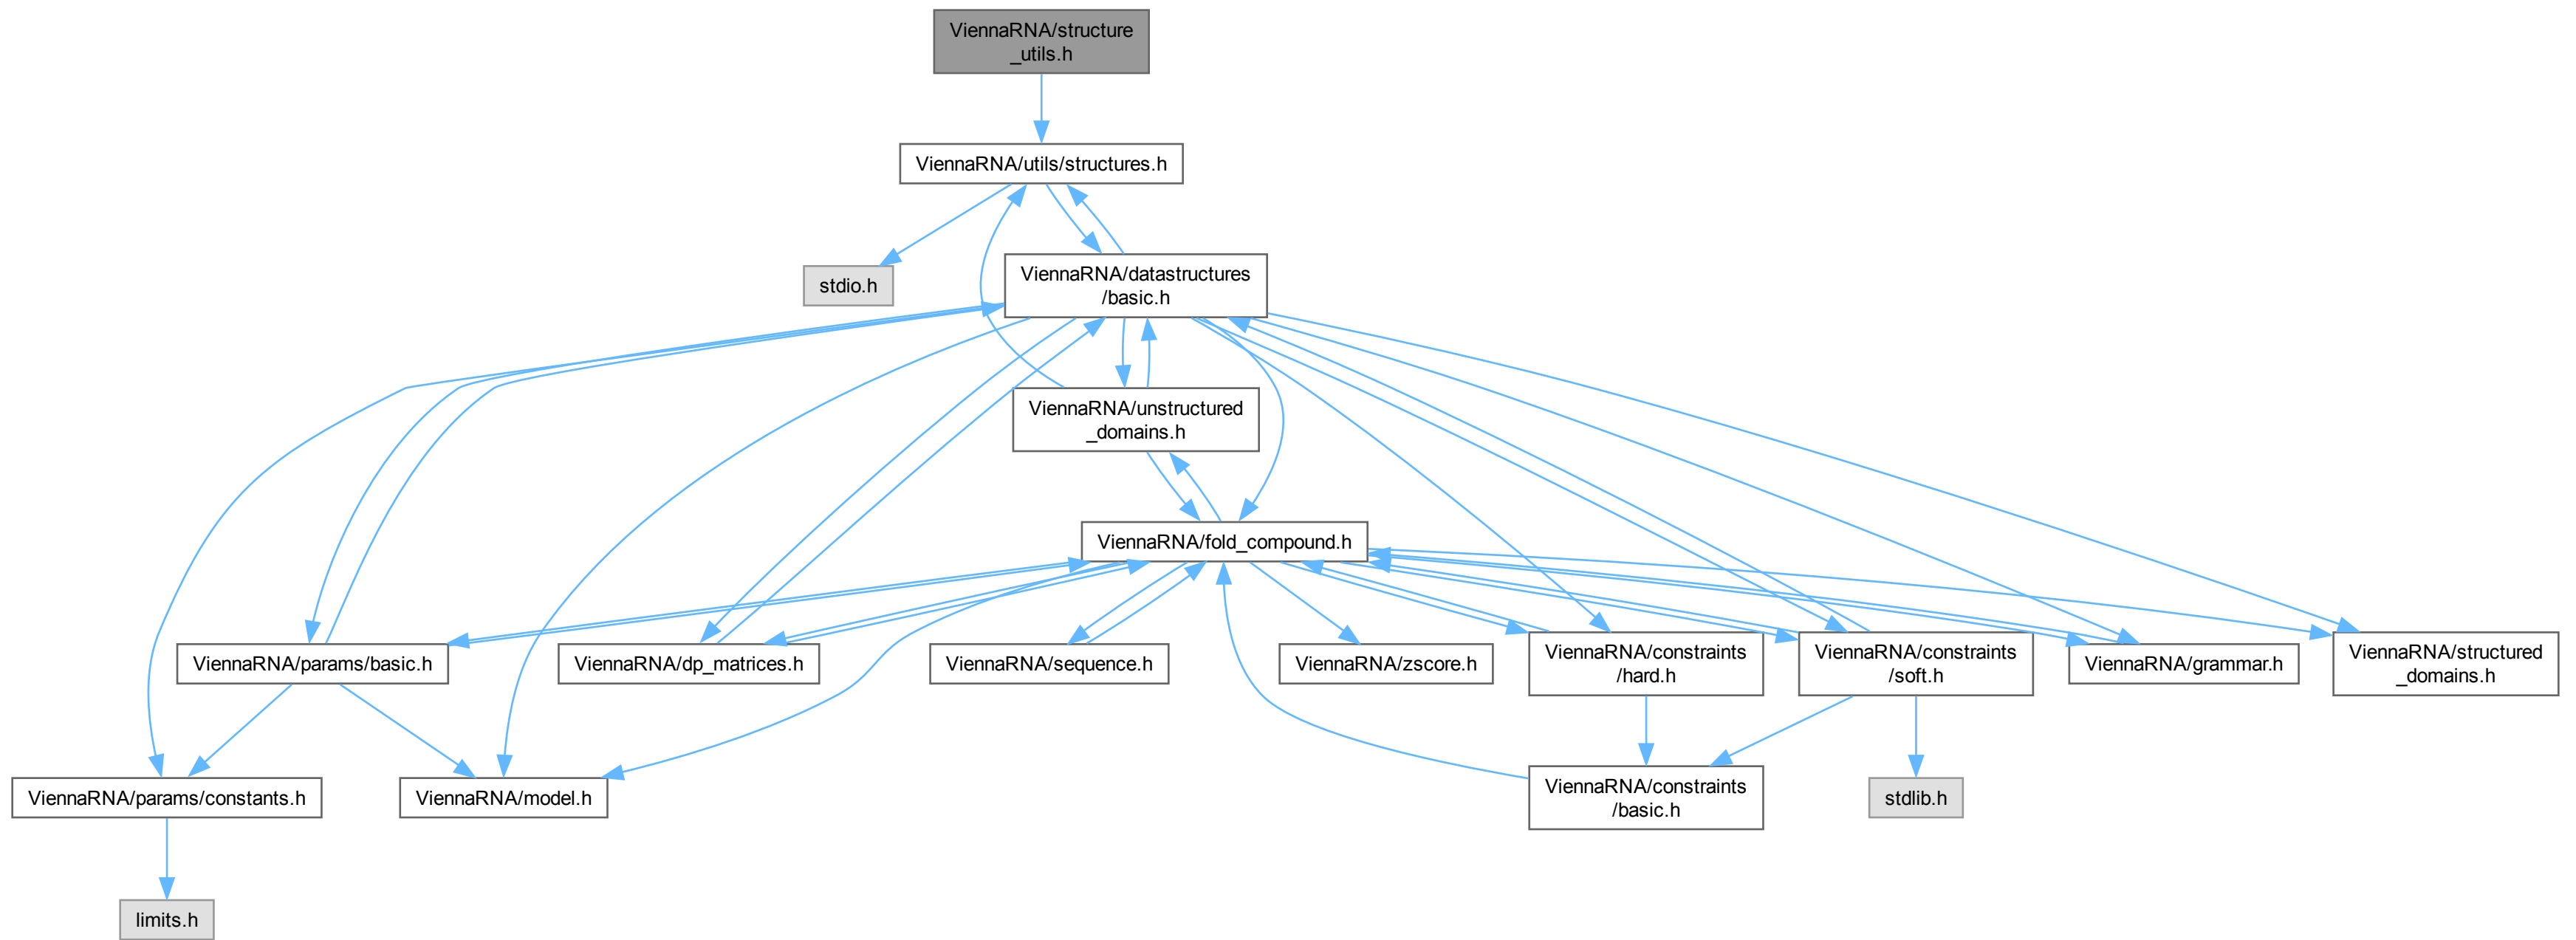 ViennaRNA/structure
_utils.h
ViennaRNA/utils/structures.h
stdio.h
ViennaRNA/datastructures
/basic.h
ViennaRNA/unstructured
_domains.h
ViennaRNA/fold_compound.h
ViennaRNA/params/basic.h
ViennaRNA/dp_matrices.h
ViennaRNA/sequence.h
ViennaRNA/zscore.h
ViennaRNA/constraints
/hard.h
ViennaRNA/constraints
/soft.h
ViennaRNA/grammar.h
ViennaRNA/structured
_domains.h
ViennaRNA/params/constants.h
ViennaRNA/model.h
ViennaRNA/constraints
/basic.h
stdlib.h
limits.h